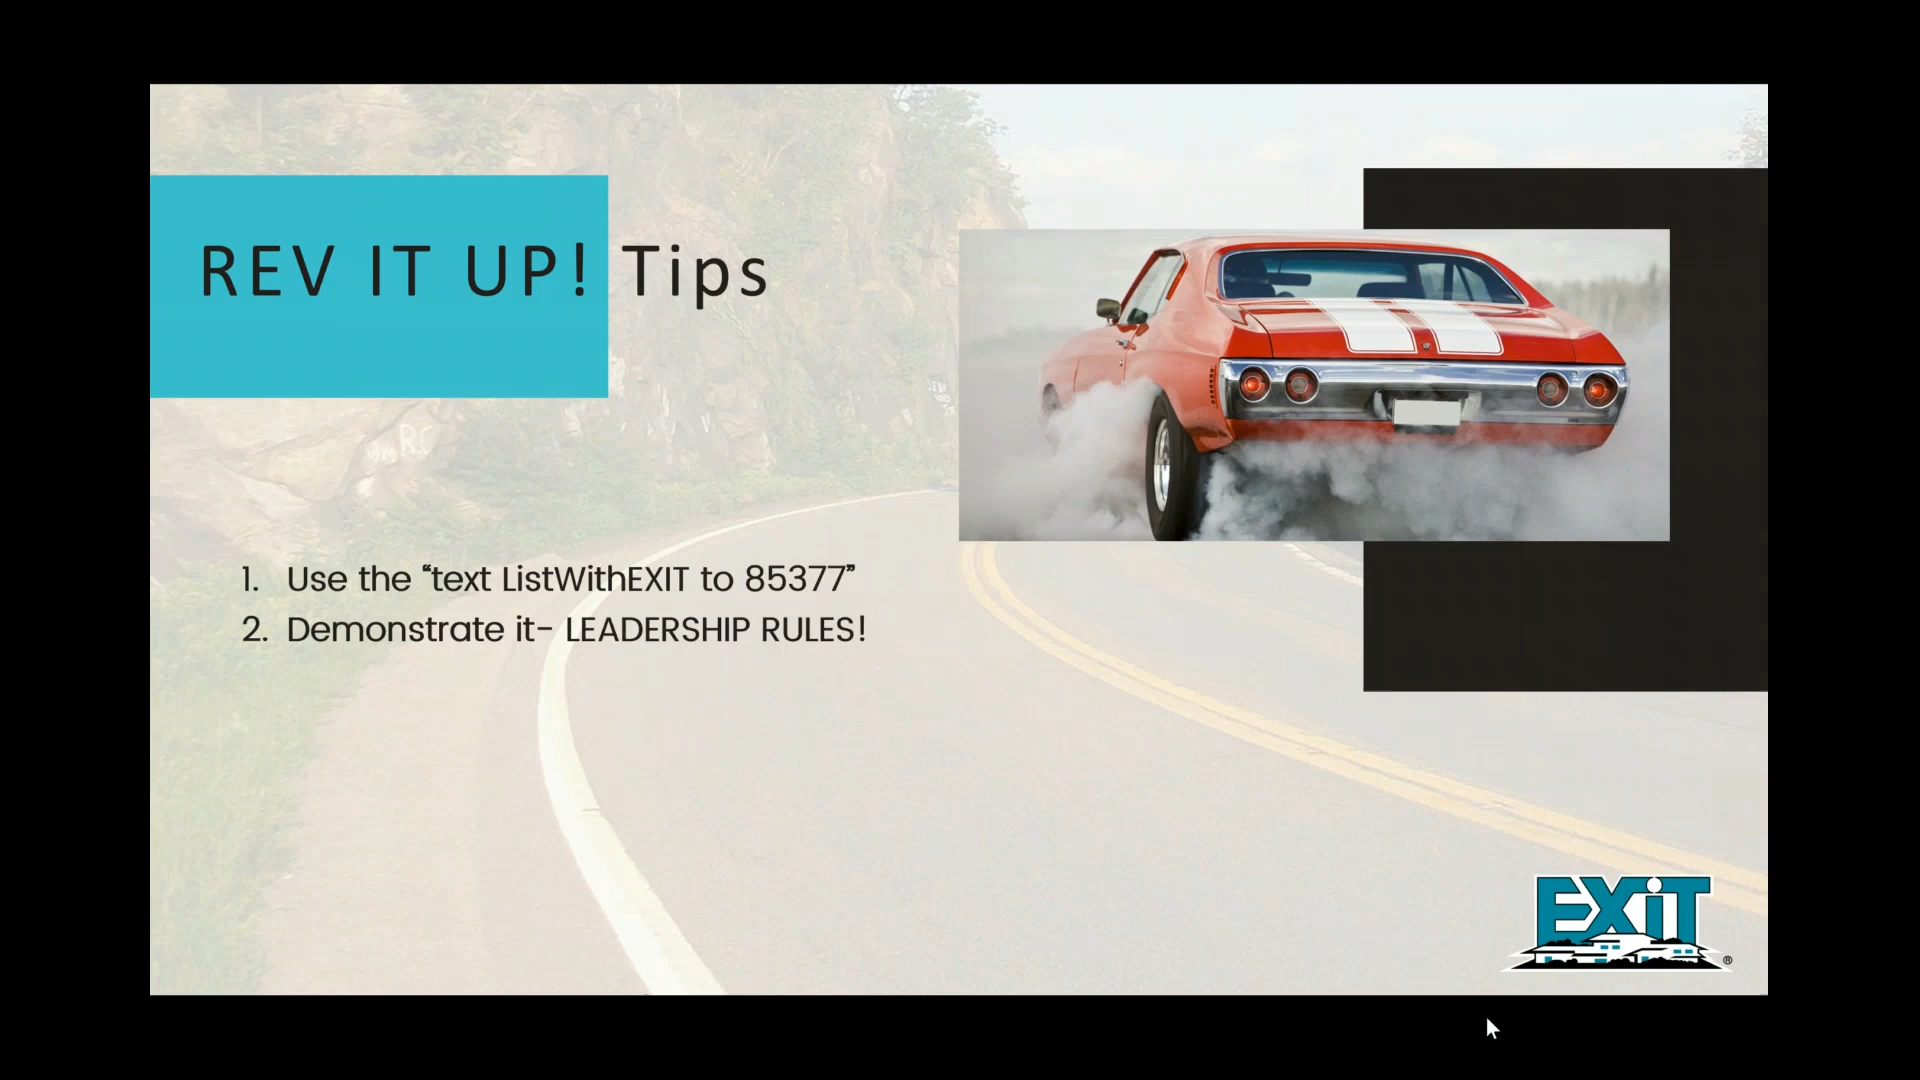 REV IT UP! Tips
1. Use the “text ListWithEXIT to 85377”
2. Demonstrate it- LEADERSHIP RULES!
EXiT
®